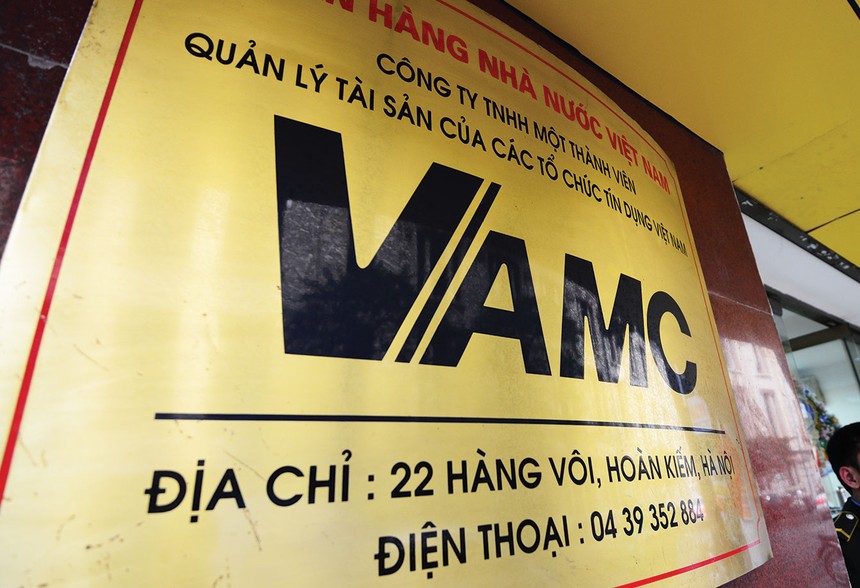 HÀNG NHÀ NƯỚC VIỆT NAM
CÔNG TY TNHH MỘT THÀNH VIÊN
QUẢN LÝ TÀI SẢN CỦA CÁC TỔ CHỨC TÍN DỤNG VIỆT NAM
VAMC
ĐỊA CHỈ : 22 HÀNG VÔI, HOÀN KIẾM, HÀ NỘI
ĐIỆN THOẠI : 04 39 352 884